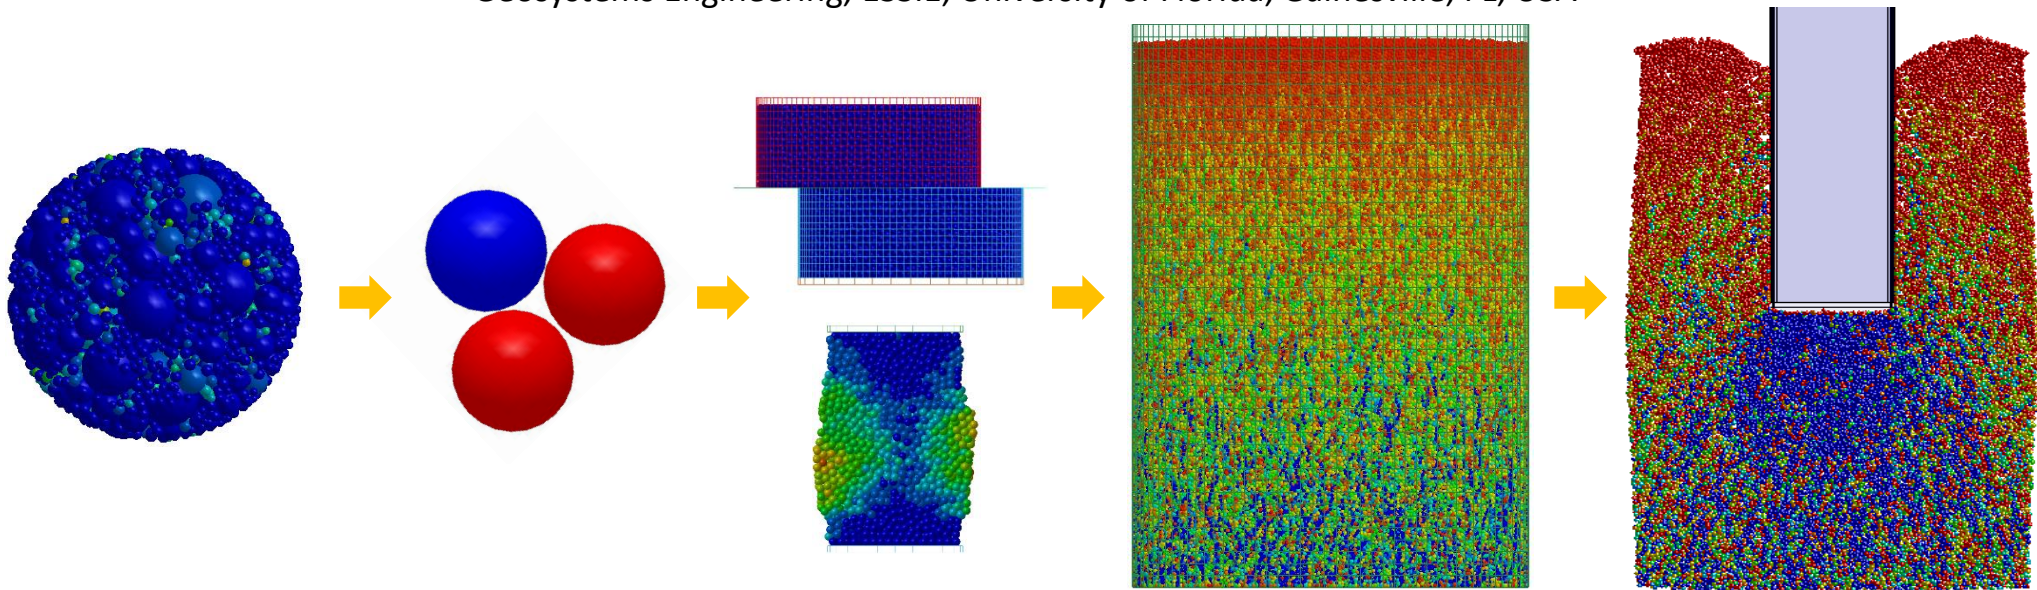 Geosystems Engineering, ESSIE, University of Florida, Gainesville, FL, USA